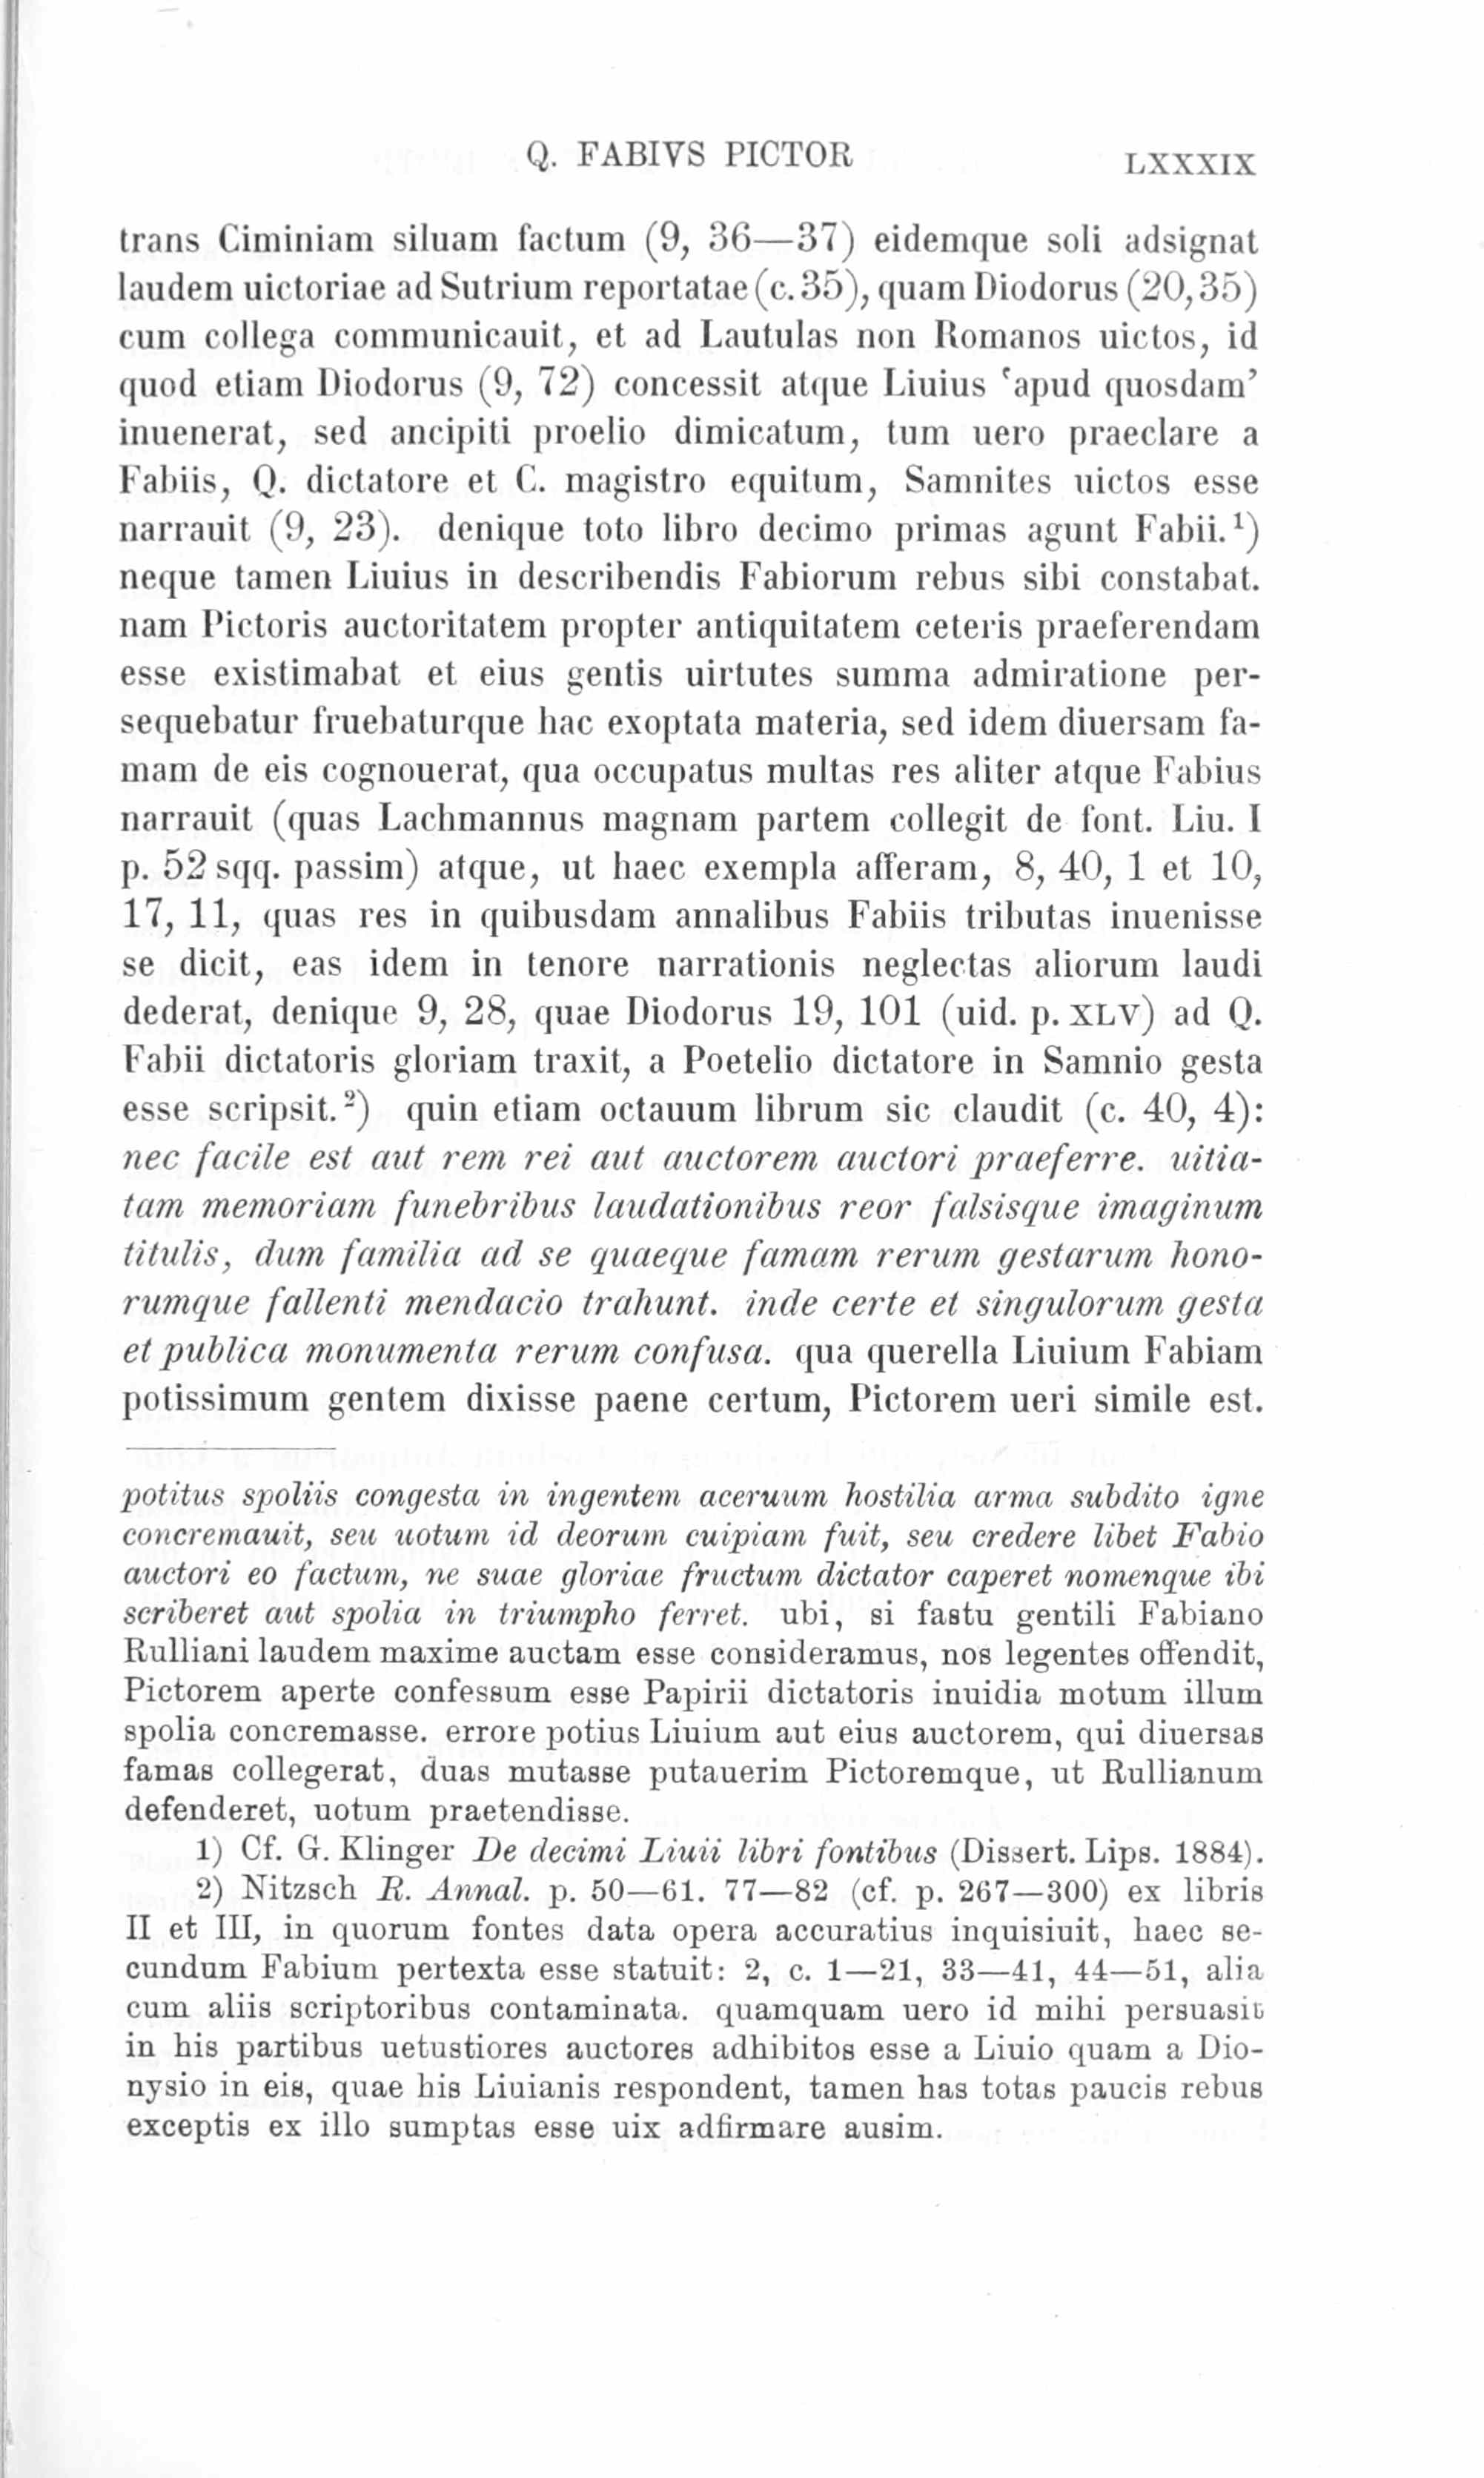 Q. FABIVS PICTOR LXXXIX
trans Ciminiam siluam factum (9, 36—37) eidemque soli adsignat
laudem uictoriae ad Sutrium reportatae (c. 35), quam Diodorus (20, 35)
cum collega communicauit, et ad Lautulas non Romanos uictos, id
quod etiam Diodorus (9, 72) concessit atque Liuius ‘apud quosdam’
inuenerat, sed ancipiti proelio dimicatum, tum uero praeclare a
Fabiis, Q. dictatore et C. magistro equitum, Samnites uictos esse
narrauit (9, 23). denique toto libro decimo primas agunt Fabii.¹)
neque tamen Liuius in describendis Fabiorum rebus sibi constabat.
nam Pictoris auctoritatem propter antiquitatem ceteris praeferendam
esse existimabat et eius gentis uirtutes summa admiratione per-
sequebatur fruebaturque hac exoptata materia, sed idem diuersam fa-
mam de eis cognouerat, qua occupatus multas res aliter atque Fabius
narrauit (quas Lachmannus magnam partem collegit de font. Liu. I
p. 52 sqq. passim) atque, ut haec exempla afferam, 8, 40, 1 et 10,
17, 11, quas res in quibusdam annalibus Fabiis tributas inuenisse
se dicit, eas idem in tenore narrationis neglectas aliorum laudi
dederat, denique 9, 28, quae Diodorus 19, 101 (uid. p. XLV) ad Q.
Fabii dictatoris gloriam traxit, a Poetelio dictatore in Samnio gesta
esse scripsit.²) quin etiam octauum librum sic claudit (c. 40, 4):
nec facile est aut rem rei aut auctorem auctori praeferre. uitia-
tam memoriam funebribus laudationibus reor falsisque imaginum
titulis, dum familia ad se quaeque famam rerum gestarum hono-
rumque fallenti mendacio trahunt. inde certe et singulorum gesta
et publica monumenta rerum confusa. qua querella Liuium Fabiam
potissimum gentem dixisse paene certum, Pictorem ueri simile est.
potitus spoliis congesta in ingentem aceruum hostilia arma subdito igne
concremauit, seu uotum id deorum cuipiam fuit, seu credere libet Fabio
auctori eo factum, ne suae gloriae fructum dictator caperet nomenque ibi
scriberet aut spolia in triumpho ferret. ubi, si fastu gentili Fabiano
Rulliani laudem maxime auctam esse consideramus, nos legentes offendit,
Pictorem aperte confessum esse Papirii dictatoris inuidia motum illum
spolia concremasse. errore potius Liuium aut eius auctorem, qui diuersas
famas collegerat, duas mutasse putauerim Pictoremque, ut Rullianum
defenderet, uotum praetendisse.
1) Cf. G. Klinger De decimi Liuii libri fontibus (Dissert. Lips. 1884).
2) Nitzsch R. Annal. p. 50—61. 77—82 (cf. p. 267—300) ex libris
II et III, in quorum fontes data opera accuratius inquisiuit, haec se-
cundum Fabium pertexta esse statuit: 2, c. 1—21, 33—41, 44—51, alia
cum aliis scriptoribus contaminata. quamquam uero id mihi persuasit
in his partibus uetustiores auctores adhibitos esse a Liuio quam a Dio-
nysio in eis, quae his Liuianis respondent, tamen has totas paucis rebus
exceptis ex illo sumptas esse uix adfirmare ausim.